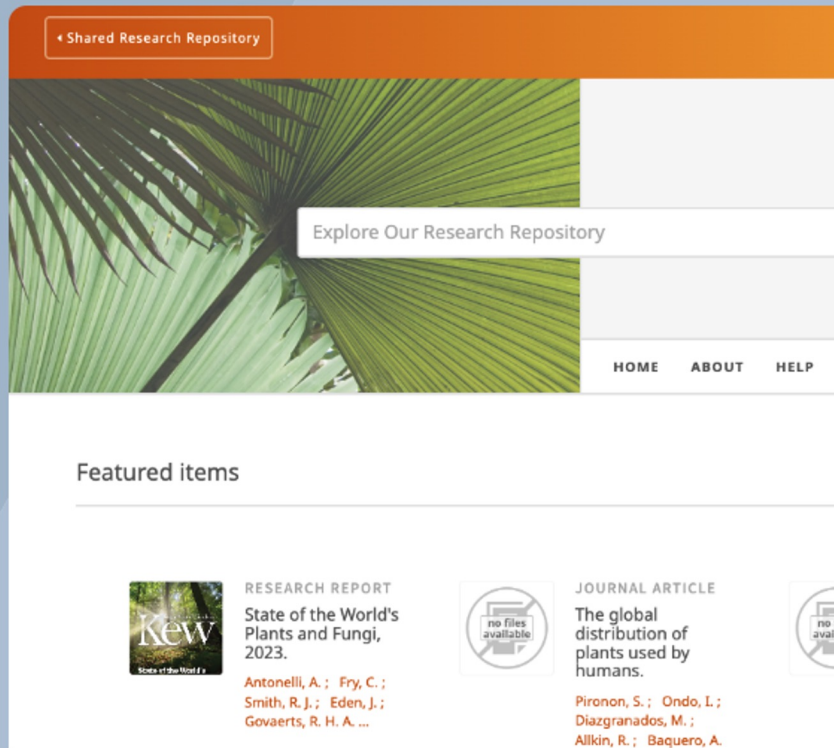 Shared Research Repository
Explore Our Research Repository
HOME ABOUT HELP
Featured items
RESEARCH REPORT
State of the World's
Plants and Fungi,
2023.
Antonelli, A. ; Fry, C. ;
Smith, R. J. ; Eden, J. ;
Govaerts, R. H. A. ...
Kew
State of the World's
no files
available
JOURNAL ARTICLE
The global
distribution of
plants used by
humans.
Pironon, S. ; Ondo, I. ;
Diazgranados, M. ;
Allkin, R. ; Baquero, A.
no